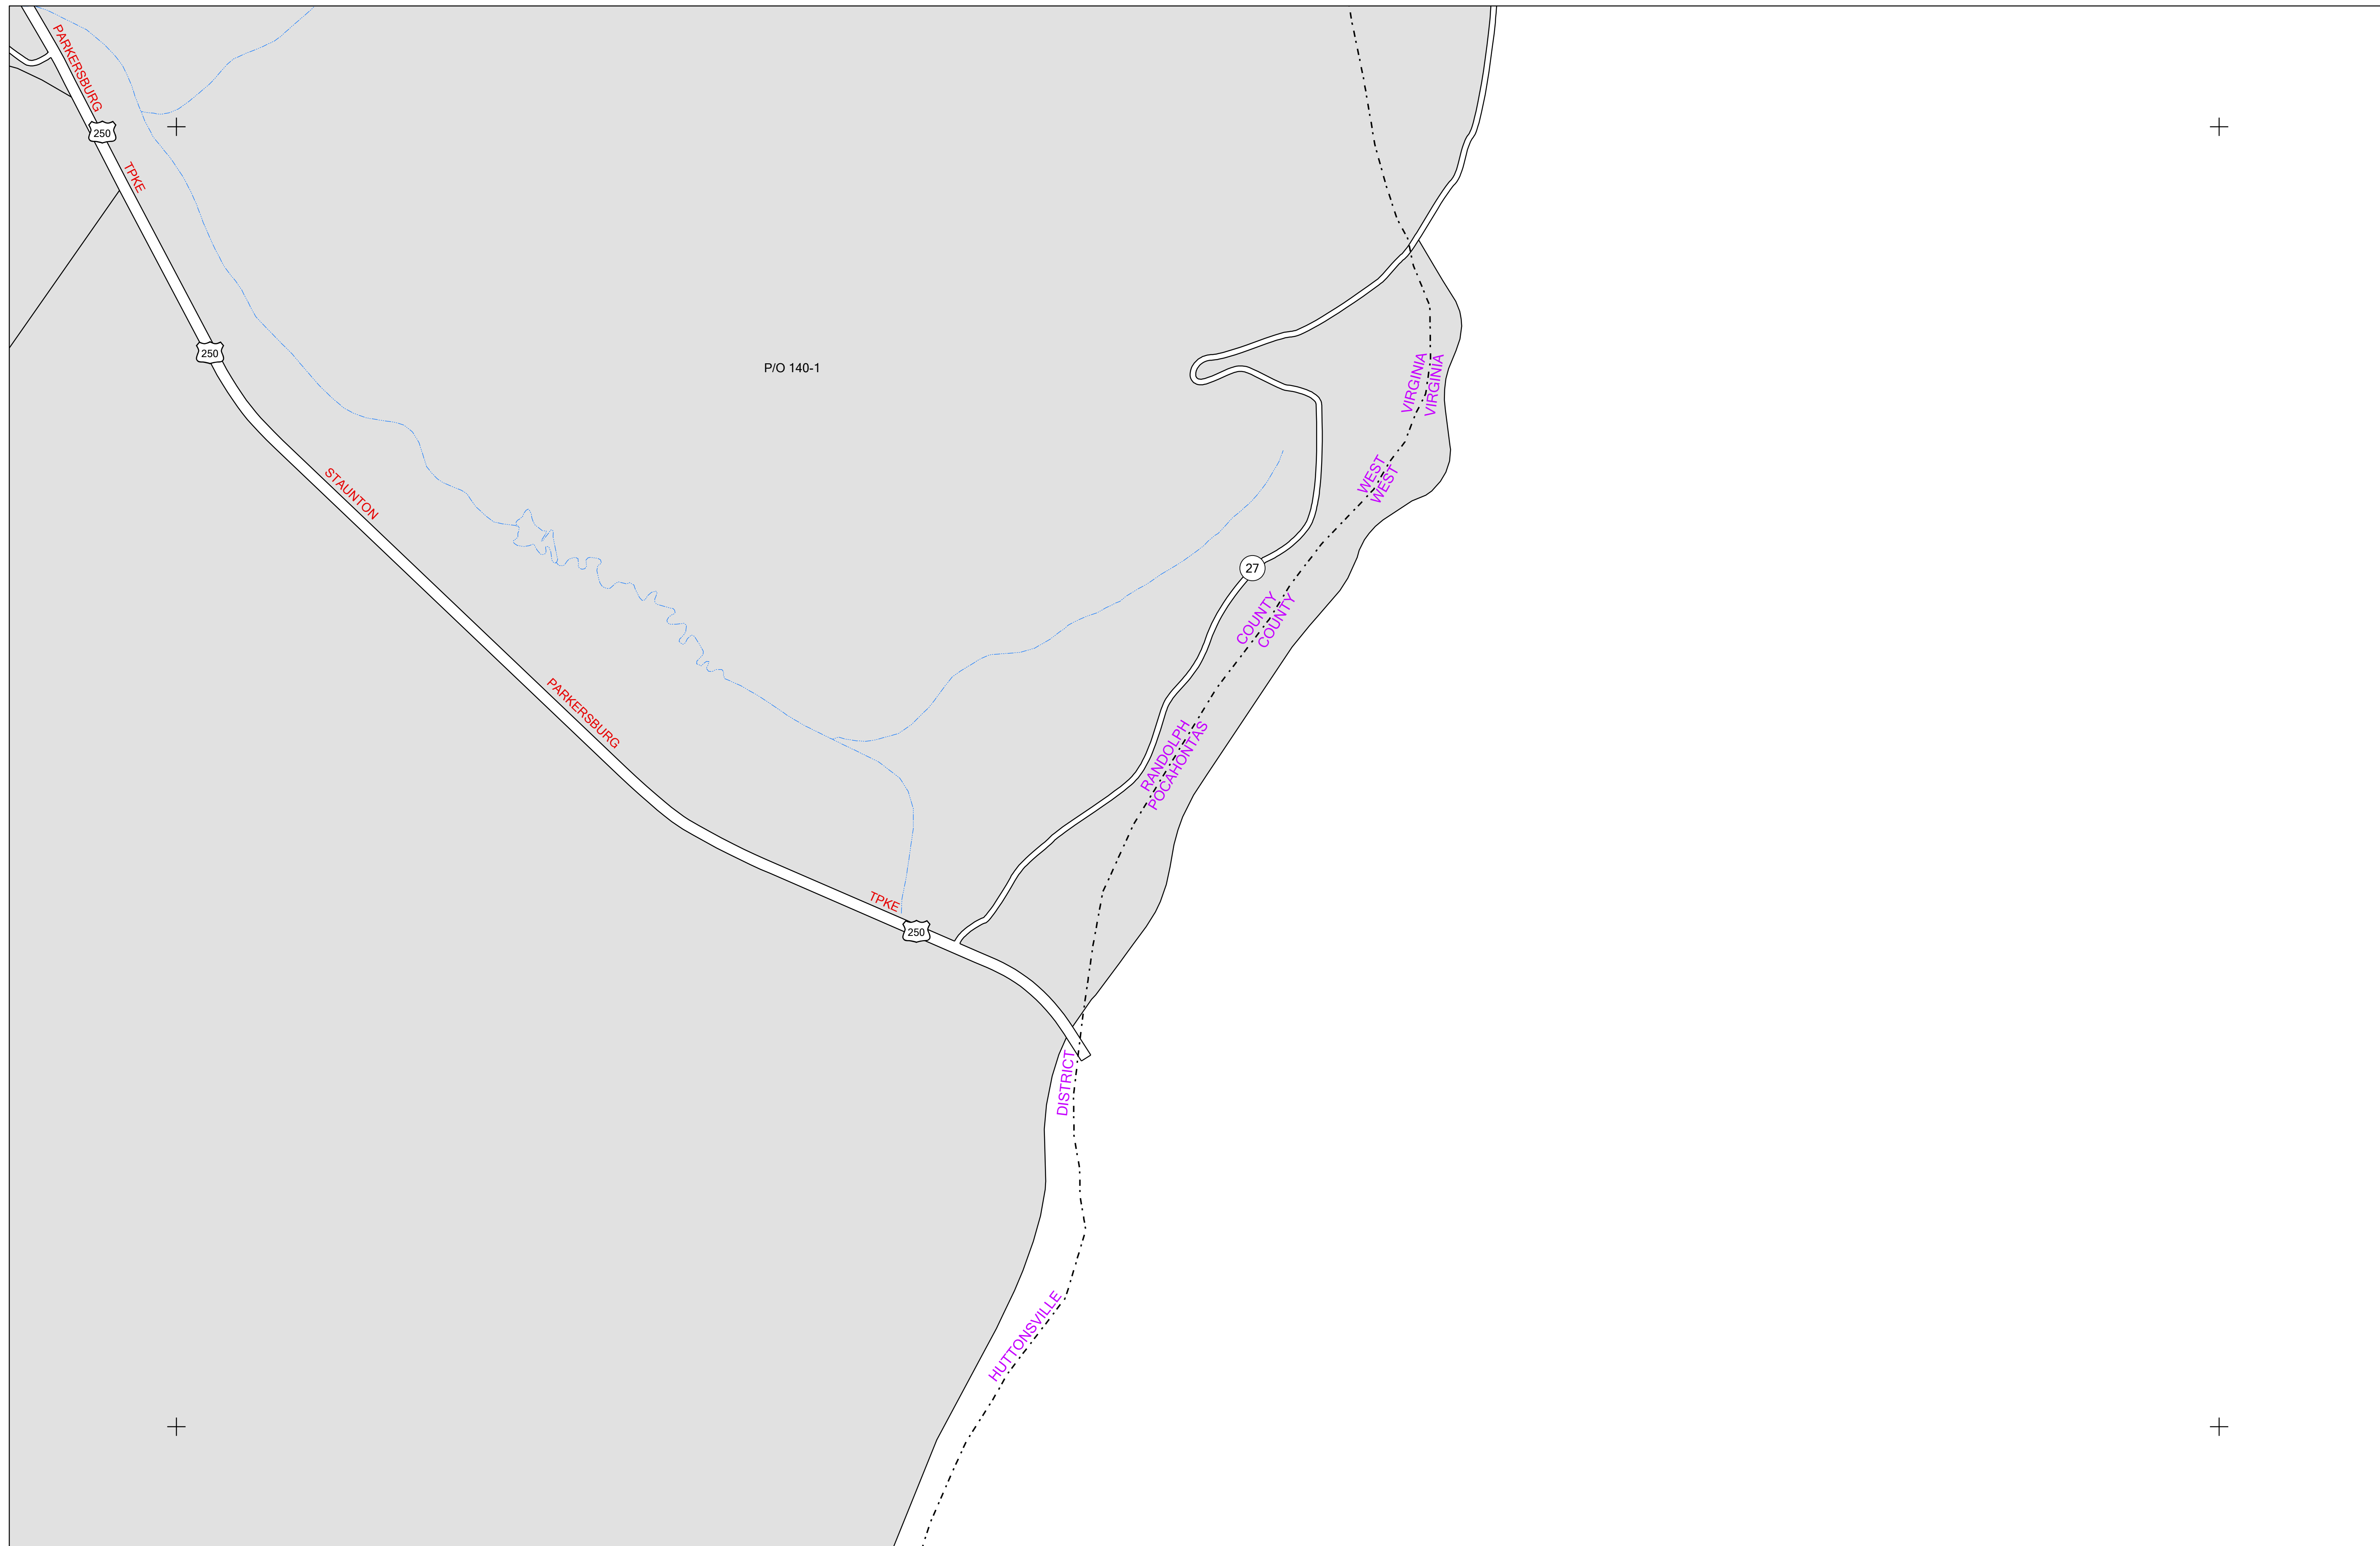 PARKERSBURG
250
TPKE
250
P/O 140-1
VIRGINIA
VIRGINIA
WEST
WEST
STAUNTON
27
COUNTY
COUNTY
PARKERSBURG
RANDOLPH
POCAHONTAS
TPKE
250
DISTRICT
HUTTONSVILLE